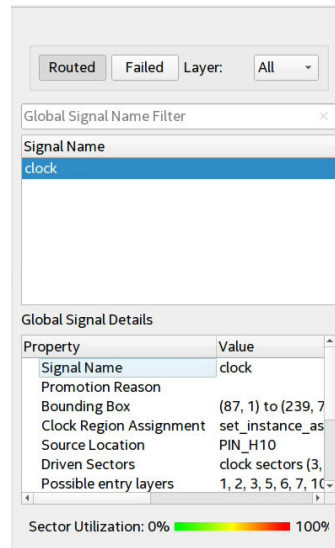 Routed Failed Layer: All
Global Signal Name Filter
Signal Name
clock
Global Signal Details
Property Value
Signal Name clock
Promotion Reason
Bounding Box (87, 1) to (239, 7
Clock Region Assignment set_instance_as
Source Location PIN_H10
Driven Sectors clock sectors (3,
Possible entry layers 1, 2, 3, 5, 6, 7, 10
Sector Utilization: 0% 100%